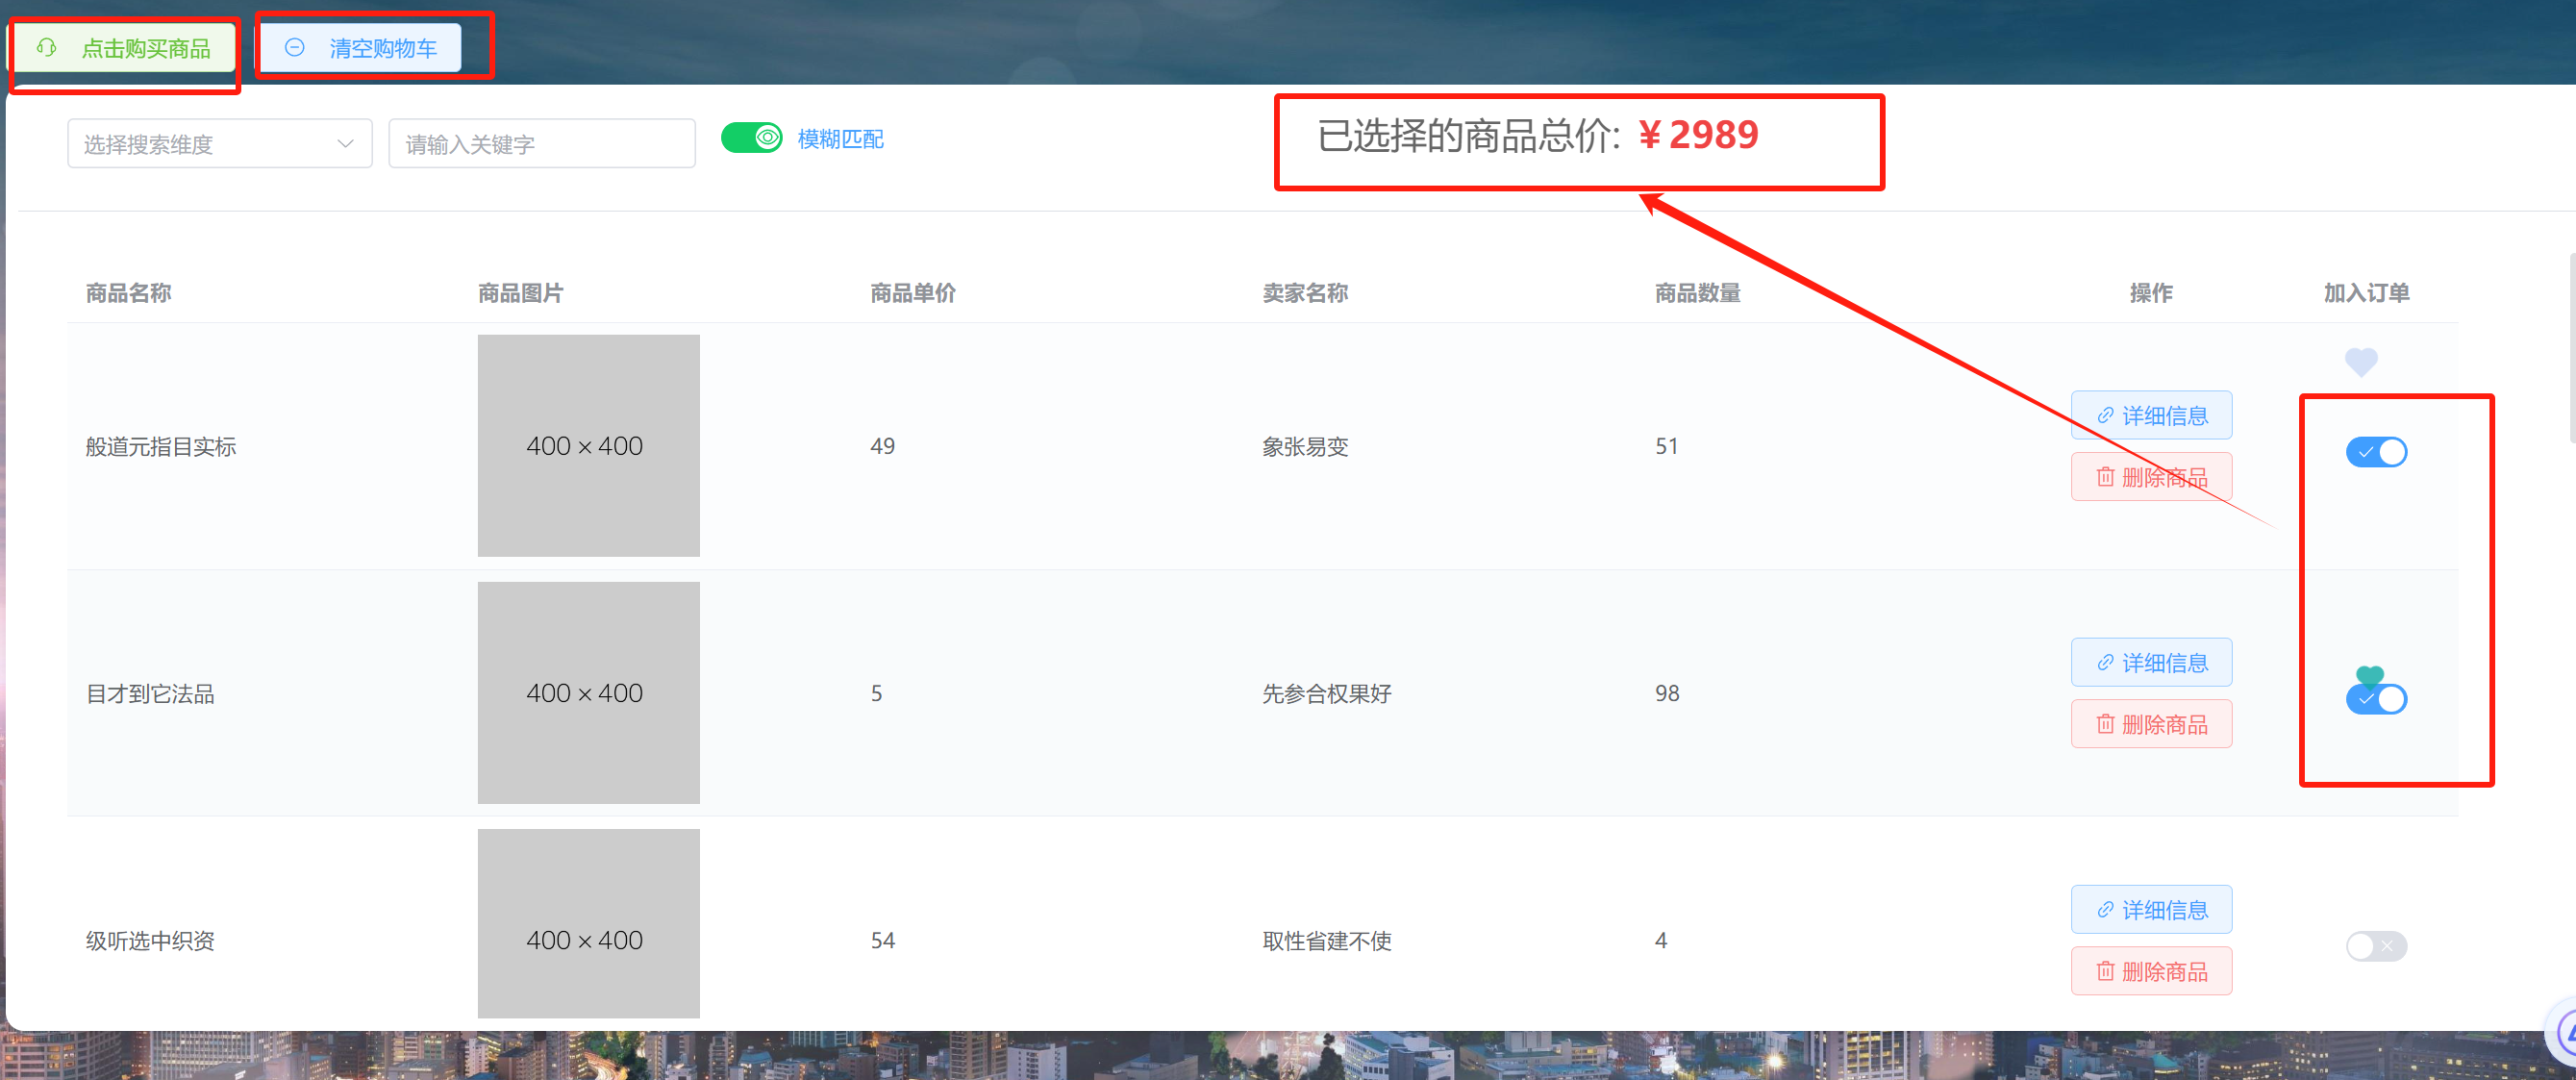 点击购买商品
清空购物车
选择搜索维度
请输入关键字
模糊匹配
已选择的商品总价: ¥ 2989
商品名称 商品图片 商品单价 卖家名称 商品数量 操作 加入订单
般道元指目实标 400 × 400 49 象张易变 51
详细信息
删除商品
目才到它法品 400 × 400 5 先参合权果好 98
详细信息
删除商品
级听选中织资 400 × 400 54 取性省建不使 4
详细信息
删除商品